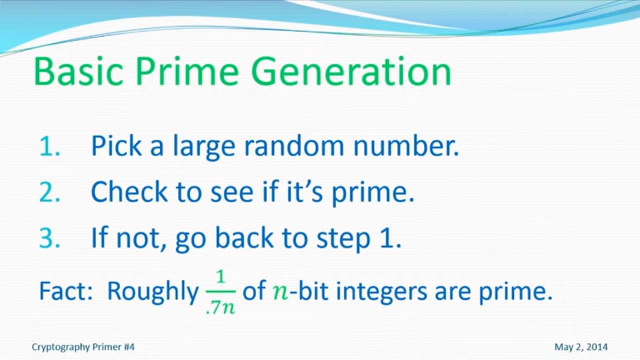 Basic Prime Generation
1. Pick a large random number.
2. Check to see if it's prime.
3. If not, go back to step 1.
Fact: Roughly 1/.7n of n-bit integers are prime.
Cryptography Primer #4 May 2, 2014